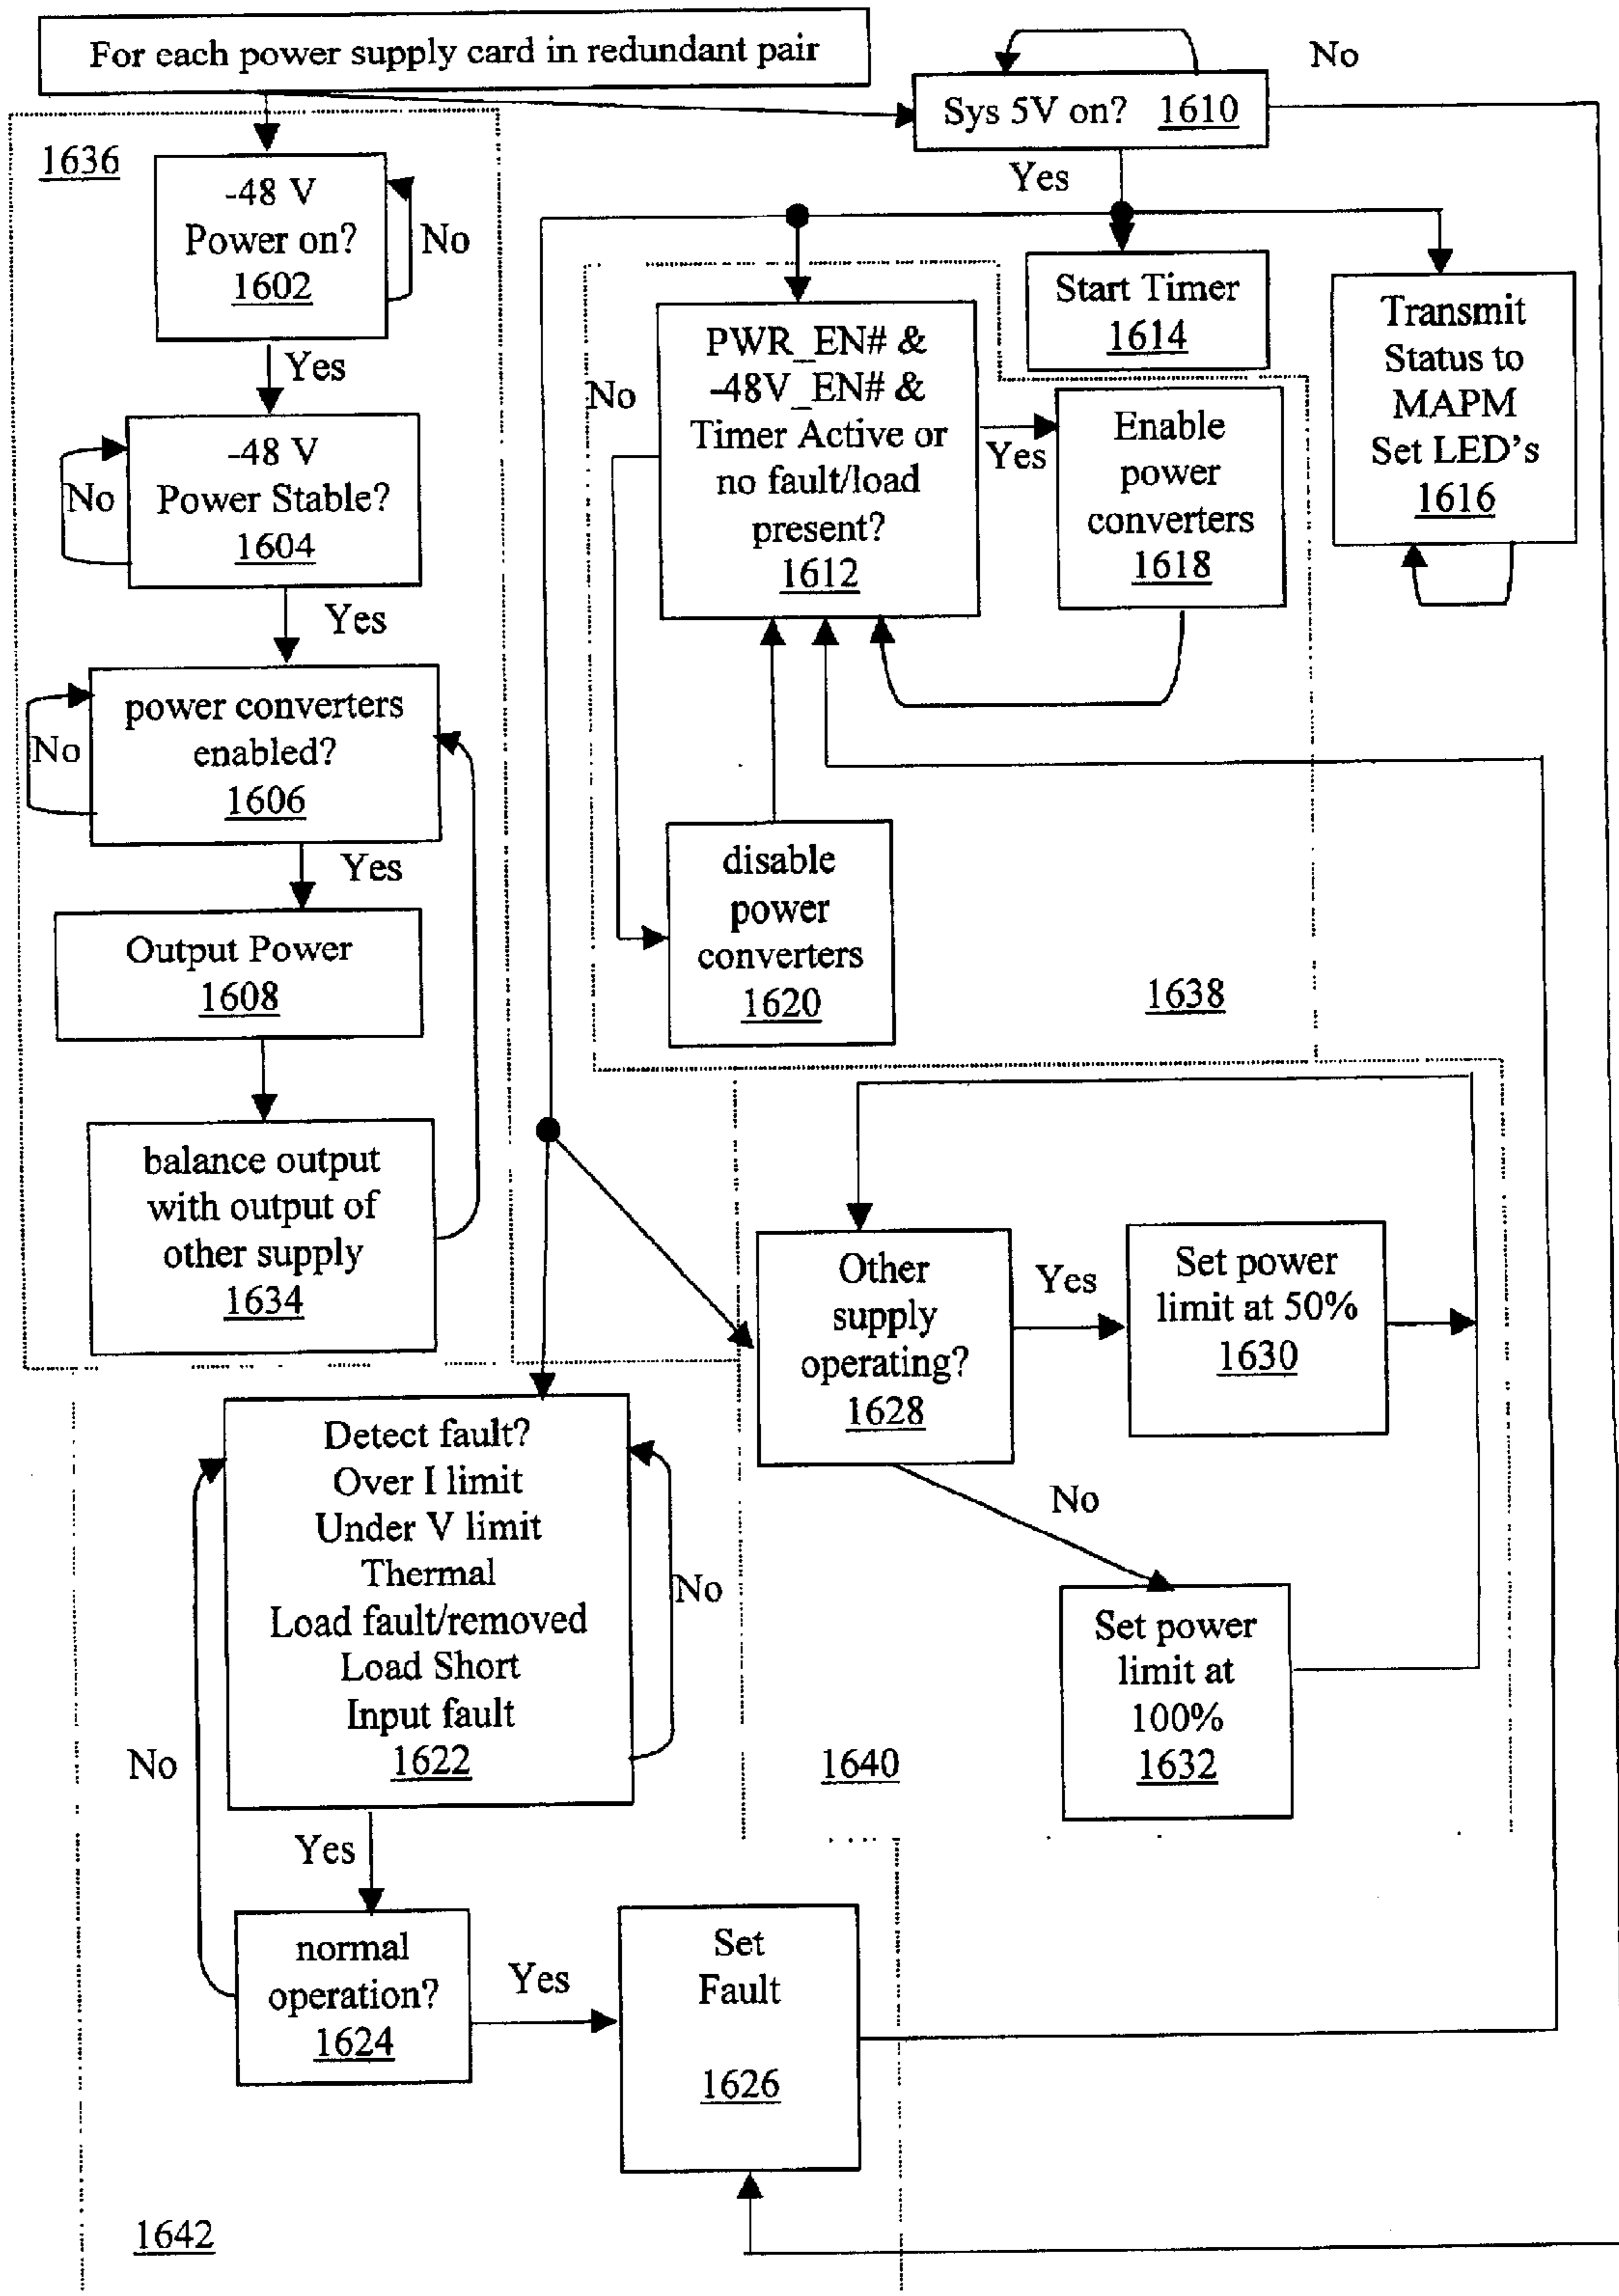 For each power supply card in redundant pair
No
Sys 5V on? 1610
Yes
1636
-48 V
Power on?
1602
No
Yes
-48 V
Power Stable?
1604
No
Yes
power converters
enabled?
1606
No
Yes
Output Power
1608
balance output
with output of
other supply
1634
Start Timer
1614
Transmit
Status to
MAPM
Set LED's
1616
PWR_EN# &
-48V_EN# &
Timer Active or
no fault/load
present?
1612
No
Yes
Enable
power
converters
1618
disable
power
converters
1620
1638
Other
supply
operating?
1628
Yes
Set power
limit at 50%
1630
No
Set power
limit at
100%
1632
1640
Detect fault?
Over I limit
Under V limit
Thermal
Load fault/removed
Load Short
Input fault
1622
No
No
Yes
normal
operation?
1624
Yes
Set
Fault
1626
1642